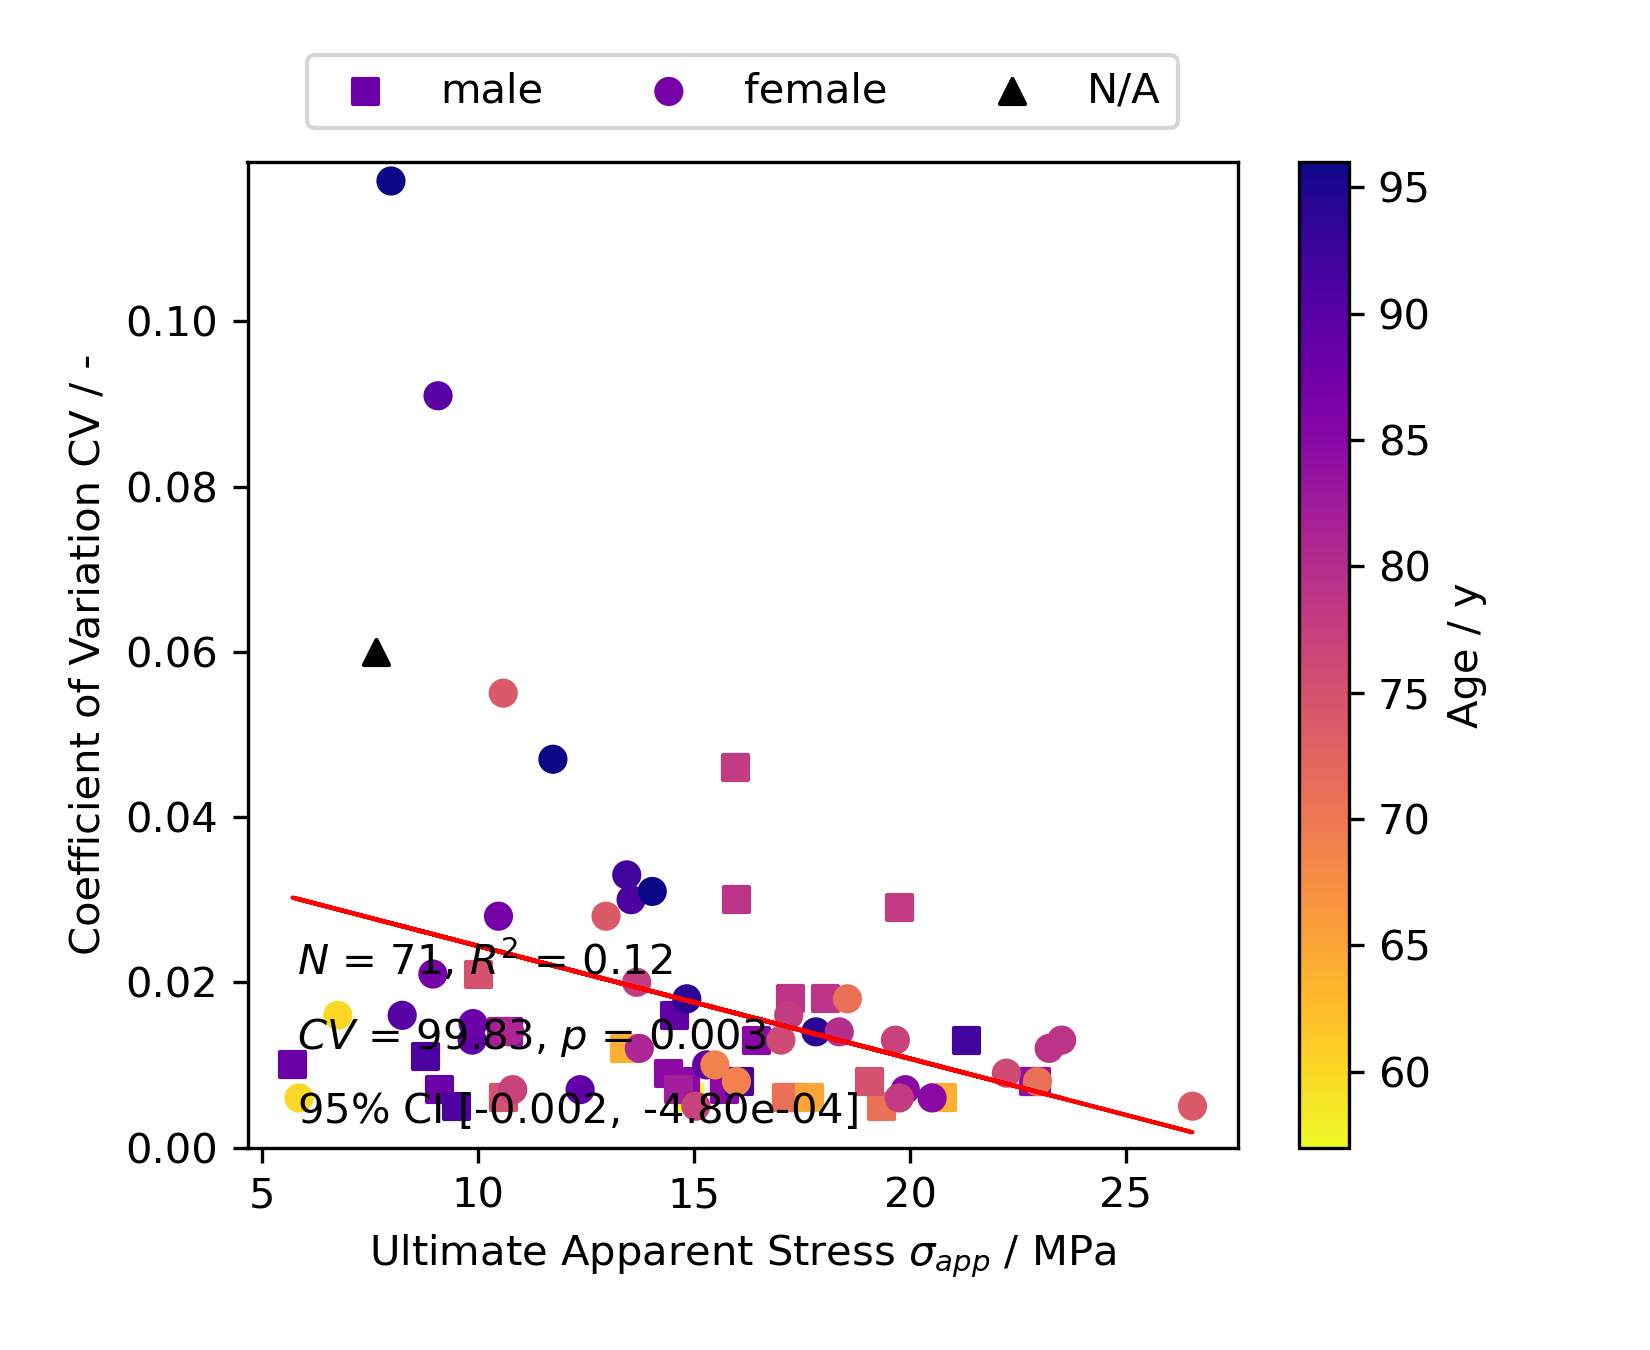 male female N/A
Coefficient of Variation CV / -
0.10
0.08
0.06
0.04
0.02
0.00
N = 71, R² = 0.12
CV = 99.83, p = 0.003
95% CI [-0.002, -4.80e-04]
5 10 15 20 25
Ultimate Apparent Stress σapp / MPa
95
90
85
80
75
70
65
60
Age / y